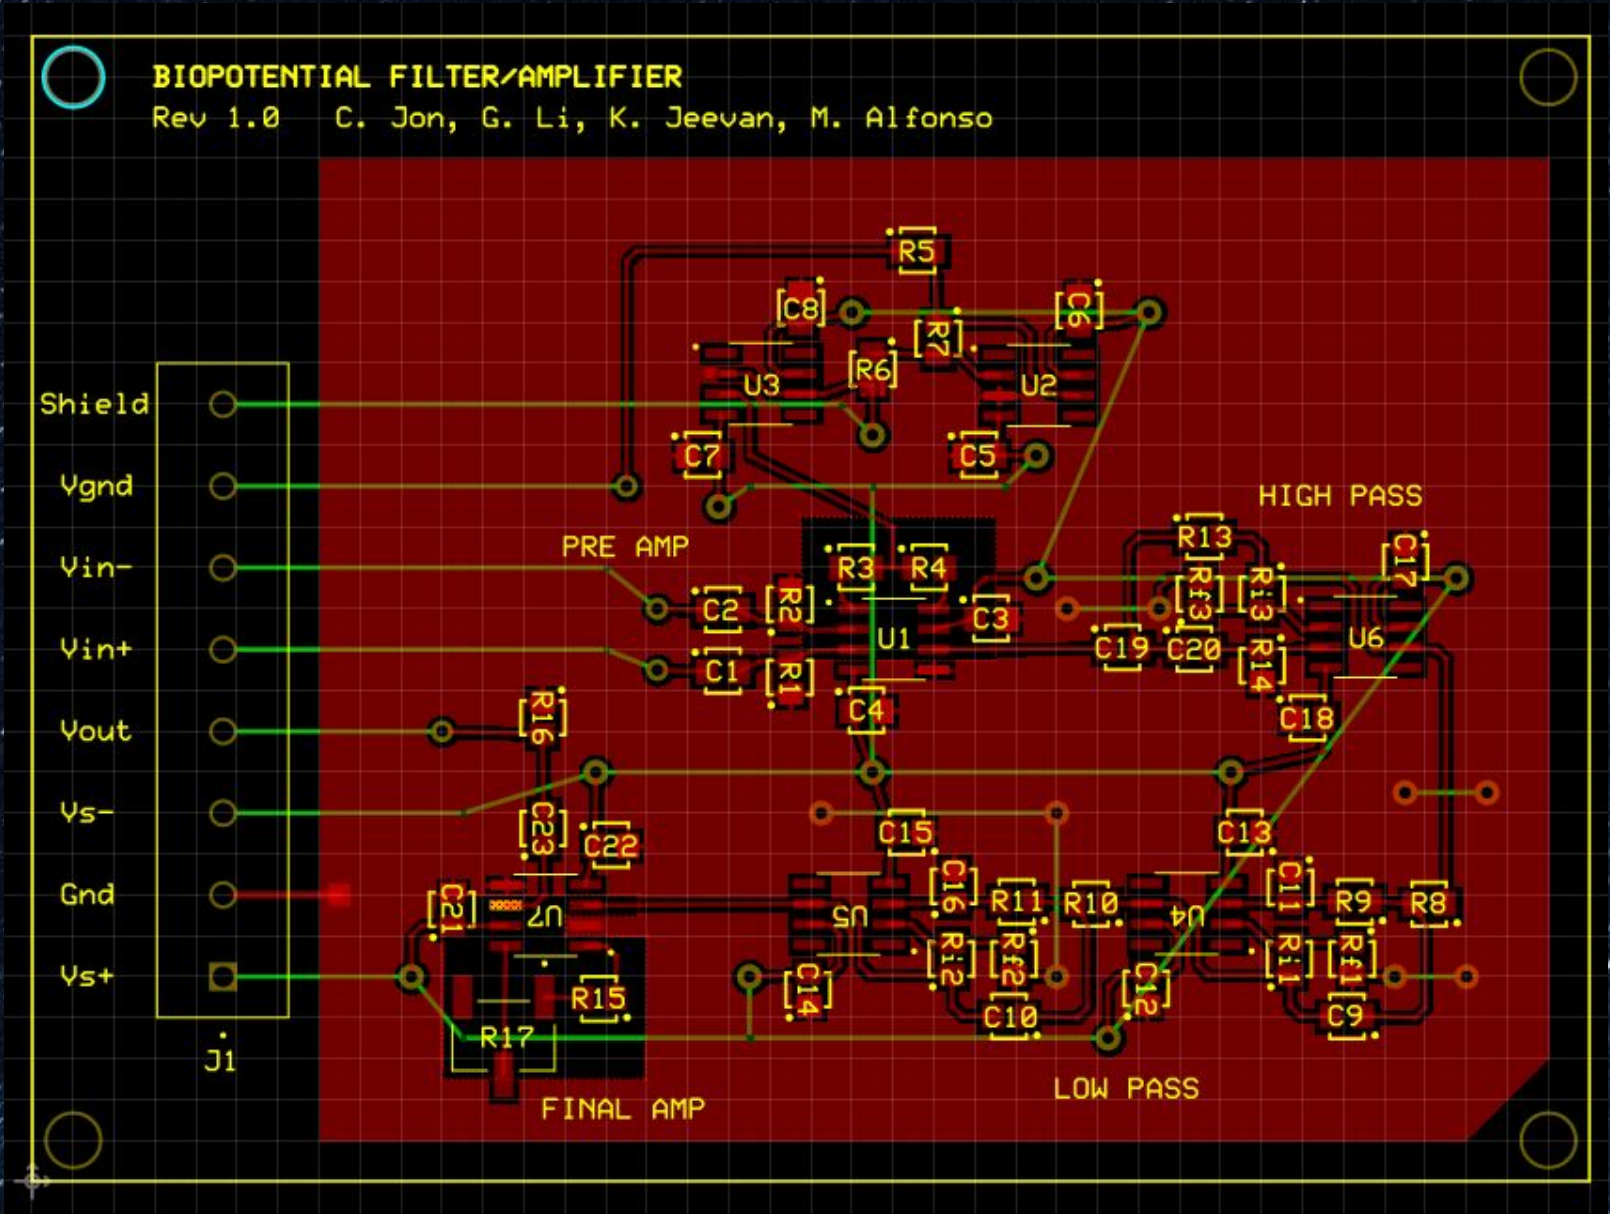 BIOPOTENTIAL FILTER/AMPLIFIER
Rev 1.0 C. Jon, G. Li, K. Jeevan, M. Alfonso
R5
C8
C6
R7
R6
U3
U2
Shield
C7
C5
Vgnd
HIGH PASS
R13
PRE AMP
C17
Vin-
R3
R4
Rf3
Ri3
R2
C2
C3
U1
U6
C19
C20
Vin+
C1
R1
R14
C4
C18
R16
Vout
Vs-
C23
C22
C15
C13
Gnd
C21
U7
U5
C16
R11
R10
U4
C11
R9
R8
Vs+
Ri2
Rf2
Ri1
Rf1
C14
C12
R15
C10
C9
R17
J1
LOW PASS
FINAL AMP